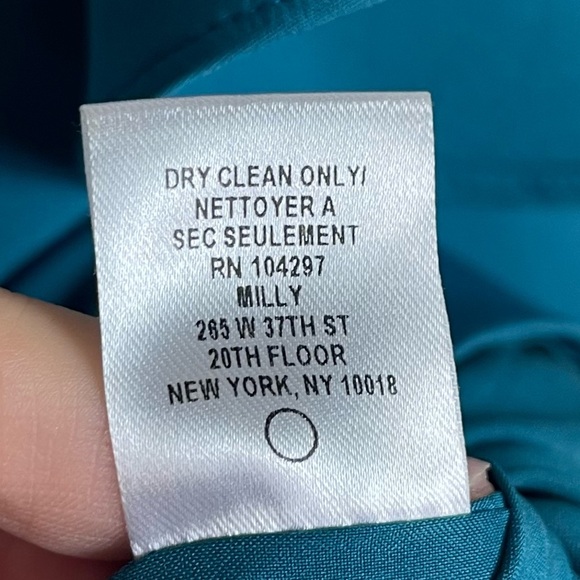 DRY CLEAN ONLY/
NETTOYER A
SEC SEULEMENT
RN 104297
MILLY
265 W 37TH ST
20TH FLOOR
NEW YORK, NY 10018